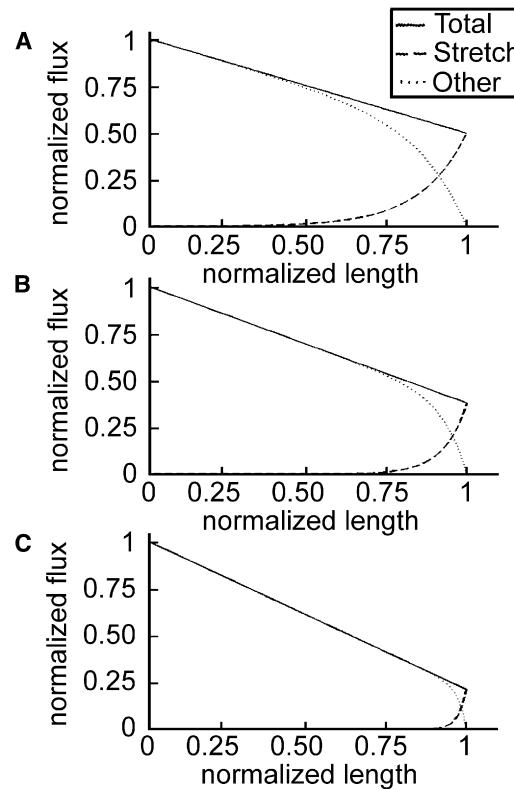 A
Total
Stretch
Other
normalized flux
1
0.75
0.50
0.25
0
0 0.25 0.50 0.75 1
normalized length
B
normalized flux
1
0.75
0.50
0.25
0
0 0.25 0.50 0.75 1
normalized length
C
normalized flux
1
0.75
0.50
0.25
0
0 0.25 0.50 0.75 1
normalized length